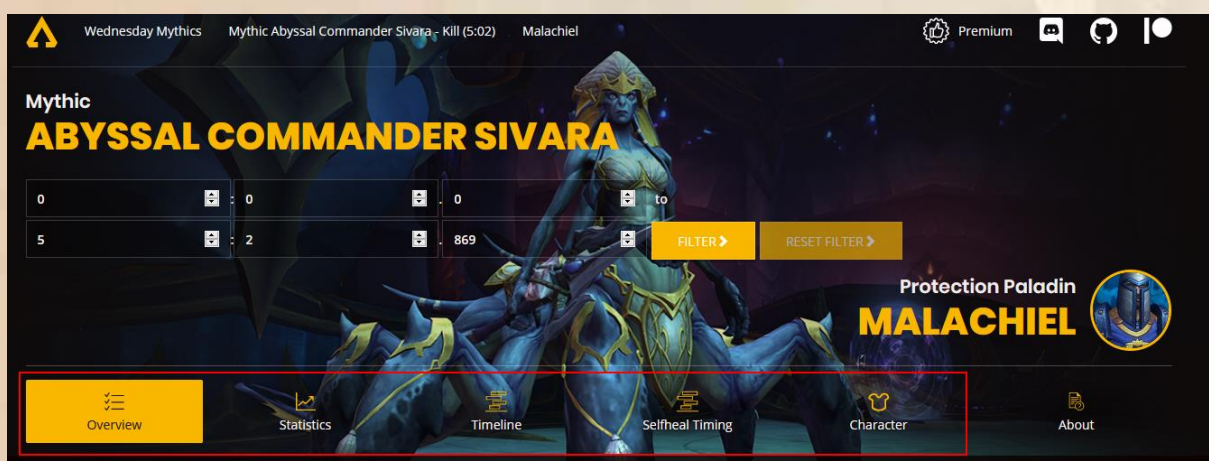 Wednesday Mythics Mythic Abyssal Commander Sivara - Kill (5:02) Malachiel Premium
Mythic
ABYSSAL COMMANDER SIVARA
0 : 0 . 0 to
5 : 2 . 869 FILTER RESET FILTER
Protection Paladin
MALACHIEL
Overview Statistics Timeline Selfheal Timing Character About